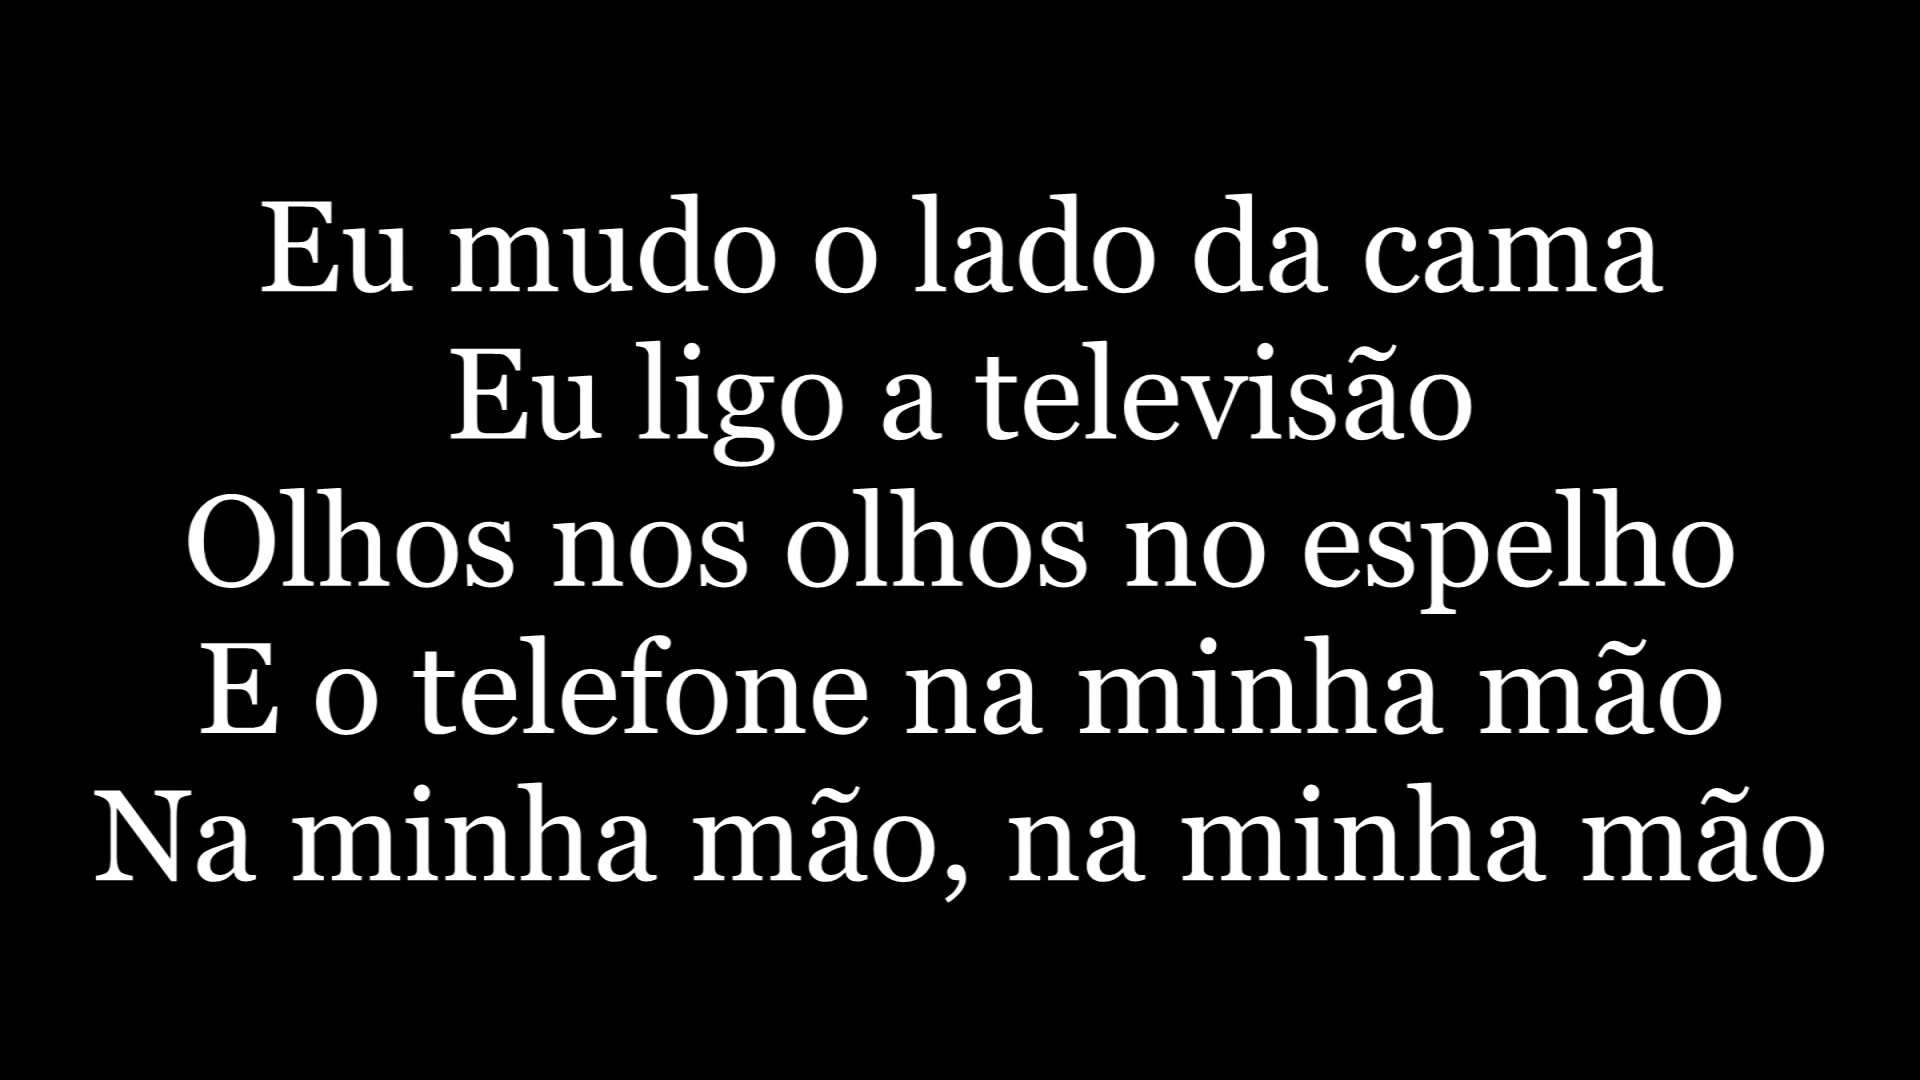 Eu mudo o lado da cama
Eu ligo a televisão
Olhos nos olhos no espelho
E o telefone na minha mão
Na minha mão, na minha mão